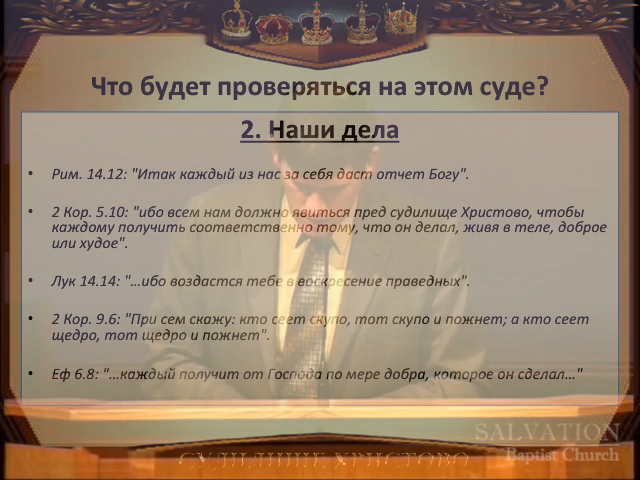 Что будет проверяться на этом суде?
2. Наши дела
• Рим. 14.12: "Итак каждый из нас за себя даст отчет Богу".
• 2 Кор. 5.10: "ибо всем нам должно явиться пред судилище Христово, чтобы
каждому получить соответственно тому, что он делал, живя в теле, доброе
или худое".
• Лук 14.14: "…ибо воздастся тебе в воскресение праведных".
• 2 Кор. 9.6: "При сем скажу: кто сеет скупо, тот скупо и пожнет; а кто сеет
щедро, тот щедро и пожнет".
• Еф 6.8: "…каждый получит от Господа по мере добра, которое он сделал…"
SALVATION
Baptist Church
СУДИЛИЩЕ ХРИСТОВО